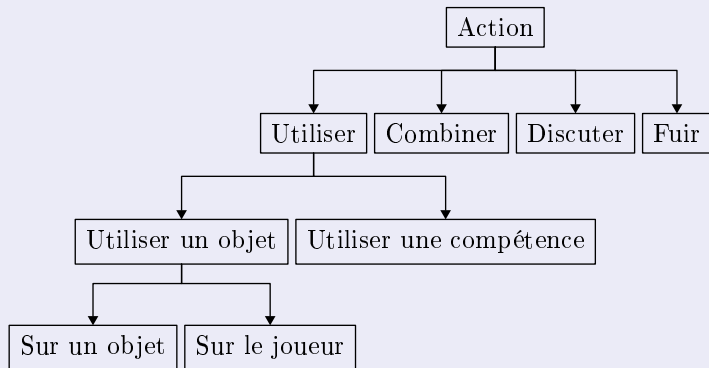 Action
Utiliser
Combiner
Discuter
Fuir
Utiliser un objet
Utiliser une compétence
Sur un objet
Sur le joueur